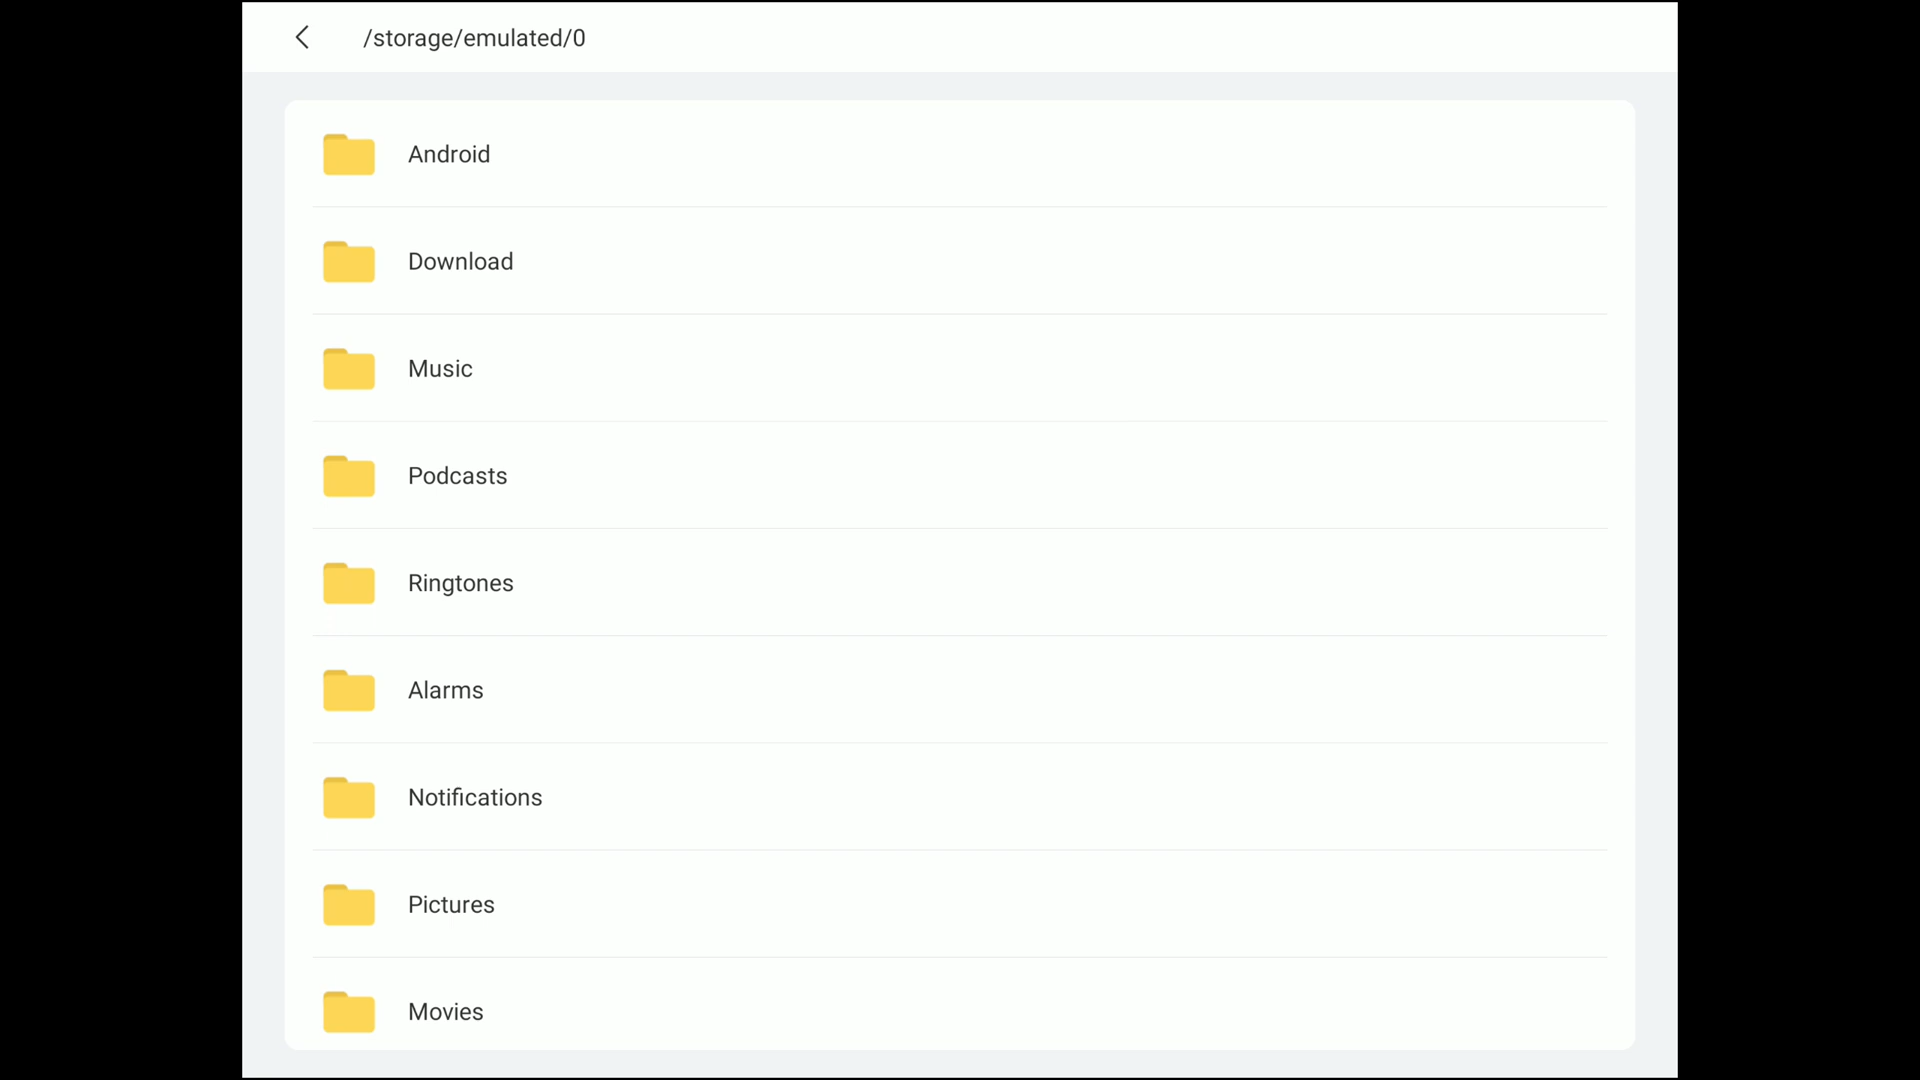 /storage/emulated/0
Android
Download
Music
Podcasts
Ringtones
Alarms
Notifications
Pictures
Movies